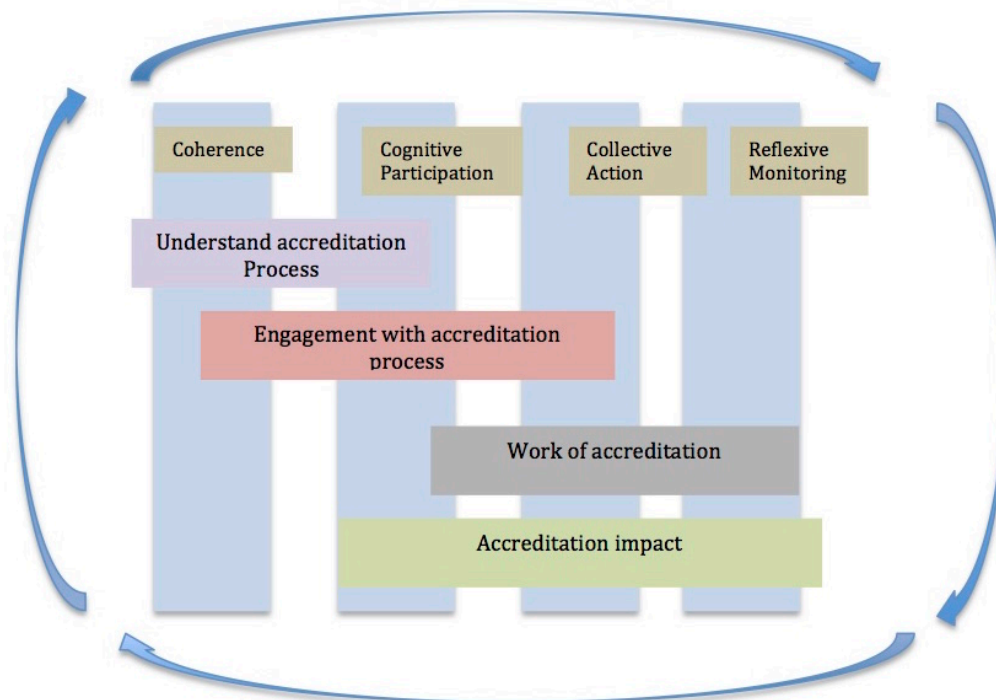 Coherence
Cognitive
Participation
Collective
Action
Reflexive
Monitoring
Understand accreditation
Process
Engagement with accreditation
process
Work of accreditation
Accreditation impact